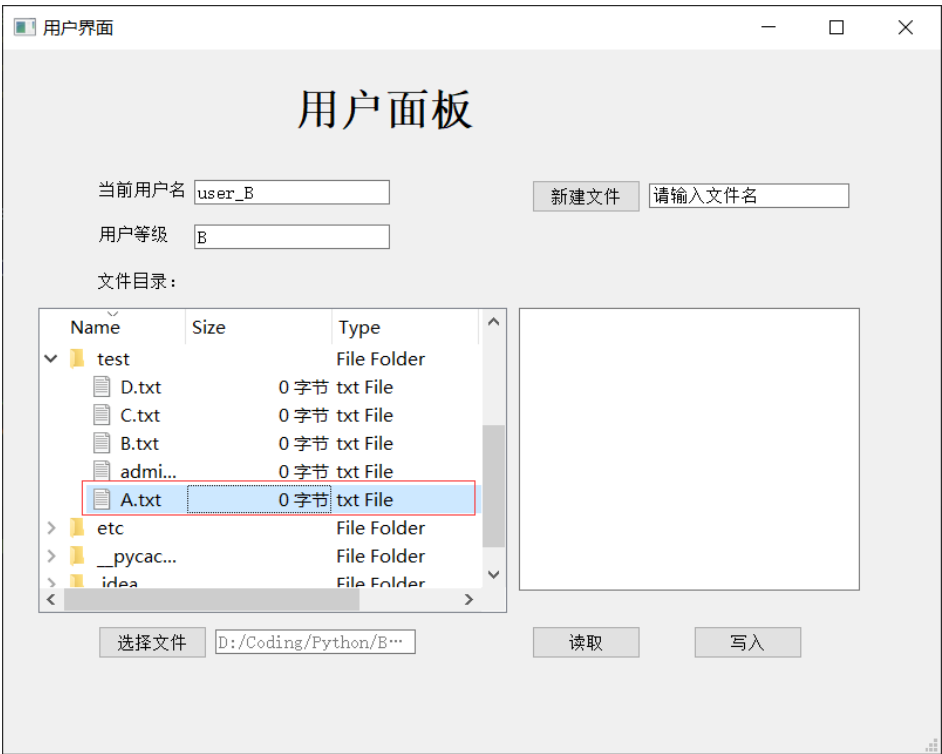 用户界面
用户面板
当前用户名 user_B
新建文件 请输入文件名
用户等级 B
文件目录：
Name Size Type
test File Folder
D.txt 0 字节 txt File
C.txt 0 字节 txt File
B.txt 0 字节 txt File
admi... 0 字节 txt File
A.txt 0 字节 txt File
etc File Folder
__pycac... File Folder
.idea File Folder
选择文件 D:/Coding/Python/B…
读取 写入